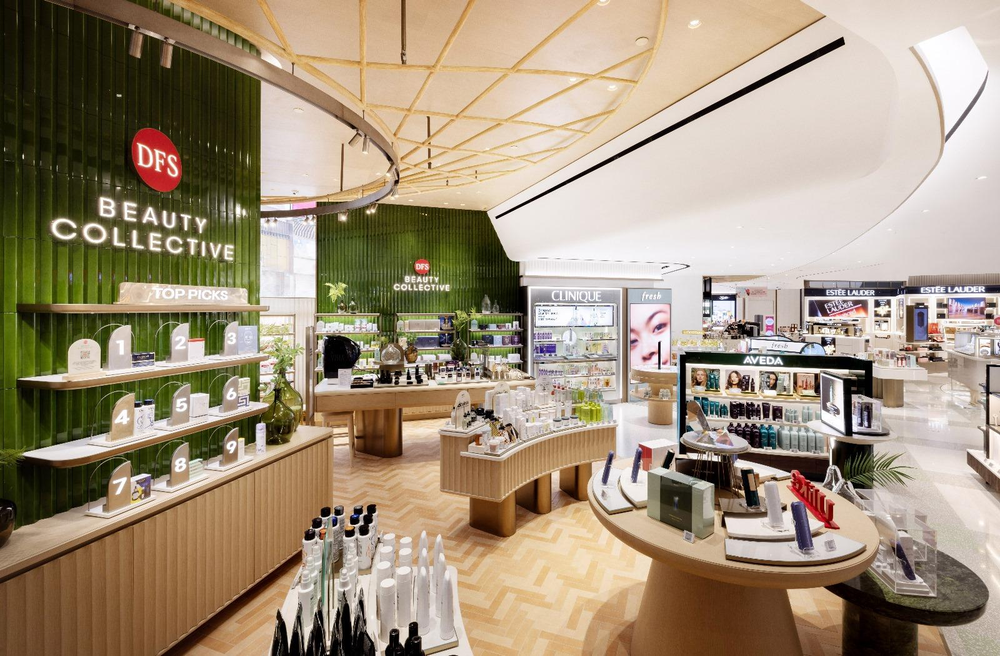 DFS
BEAUTY
COLLECTIVE
TOP PICKS
1
2
3
4
5
6
7
8
9
DFS
BEAUTY
COLLECTIVE
CLINIQUE
fresh
ESTĒE LAUDER
ESTĒE
LAUDER
ESTĒE LAUDER
fresh
AVEDA